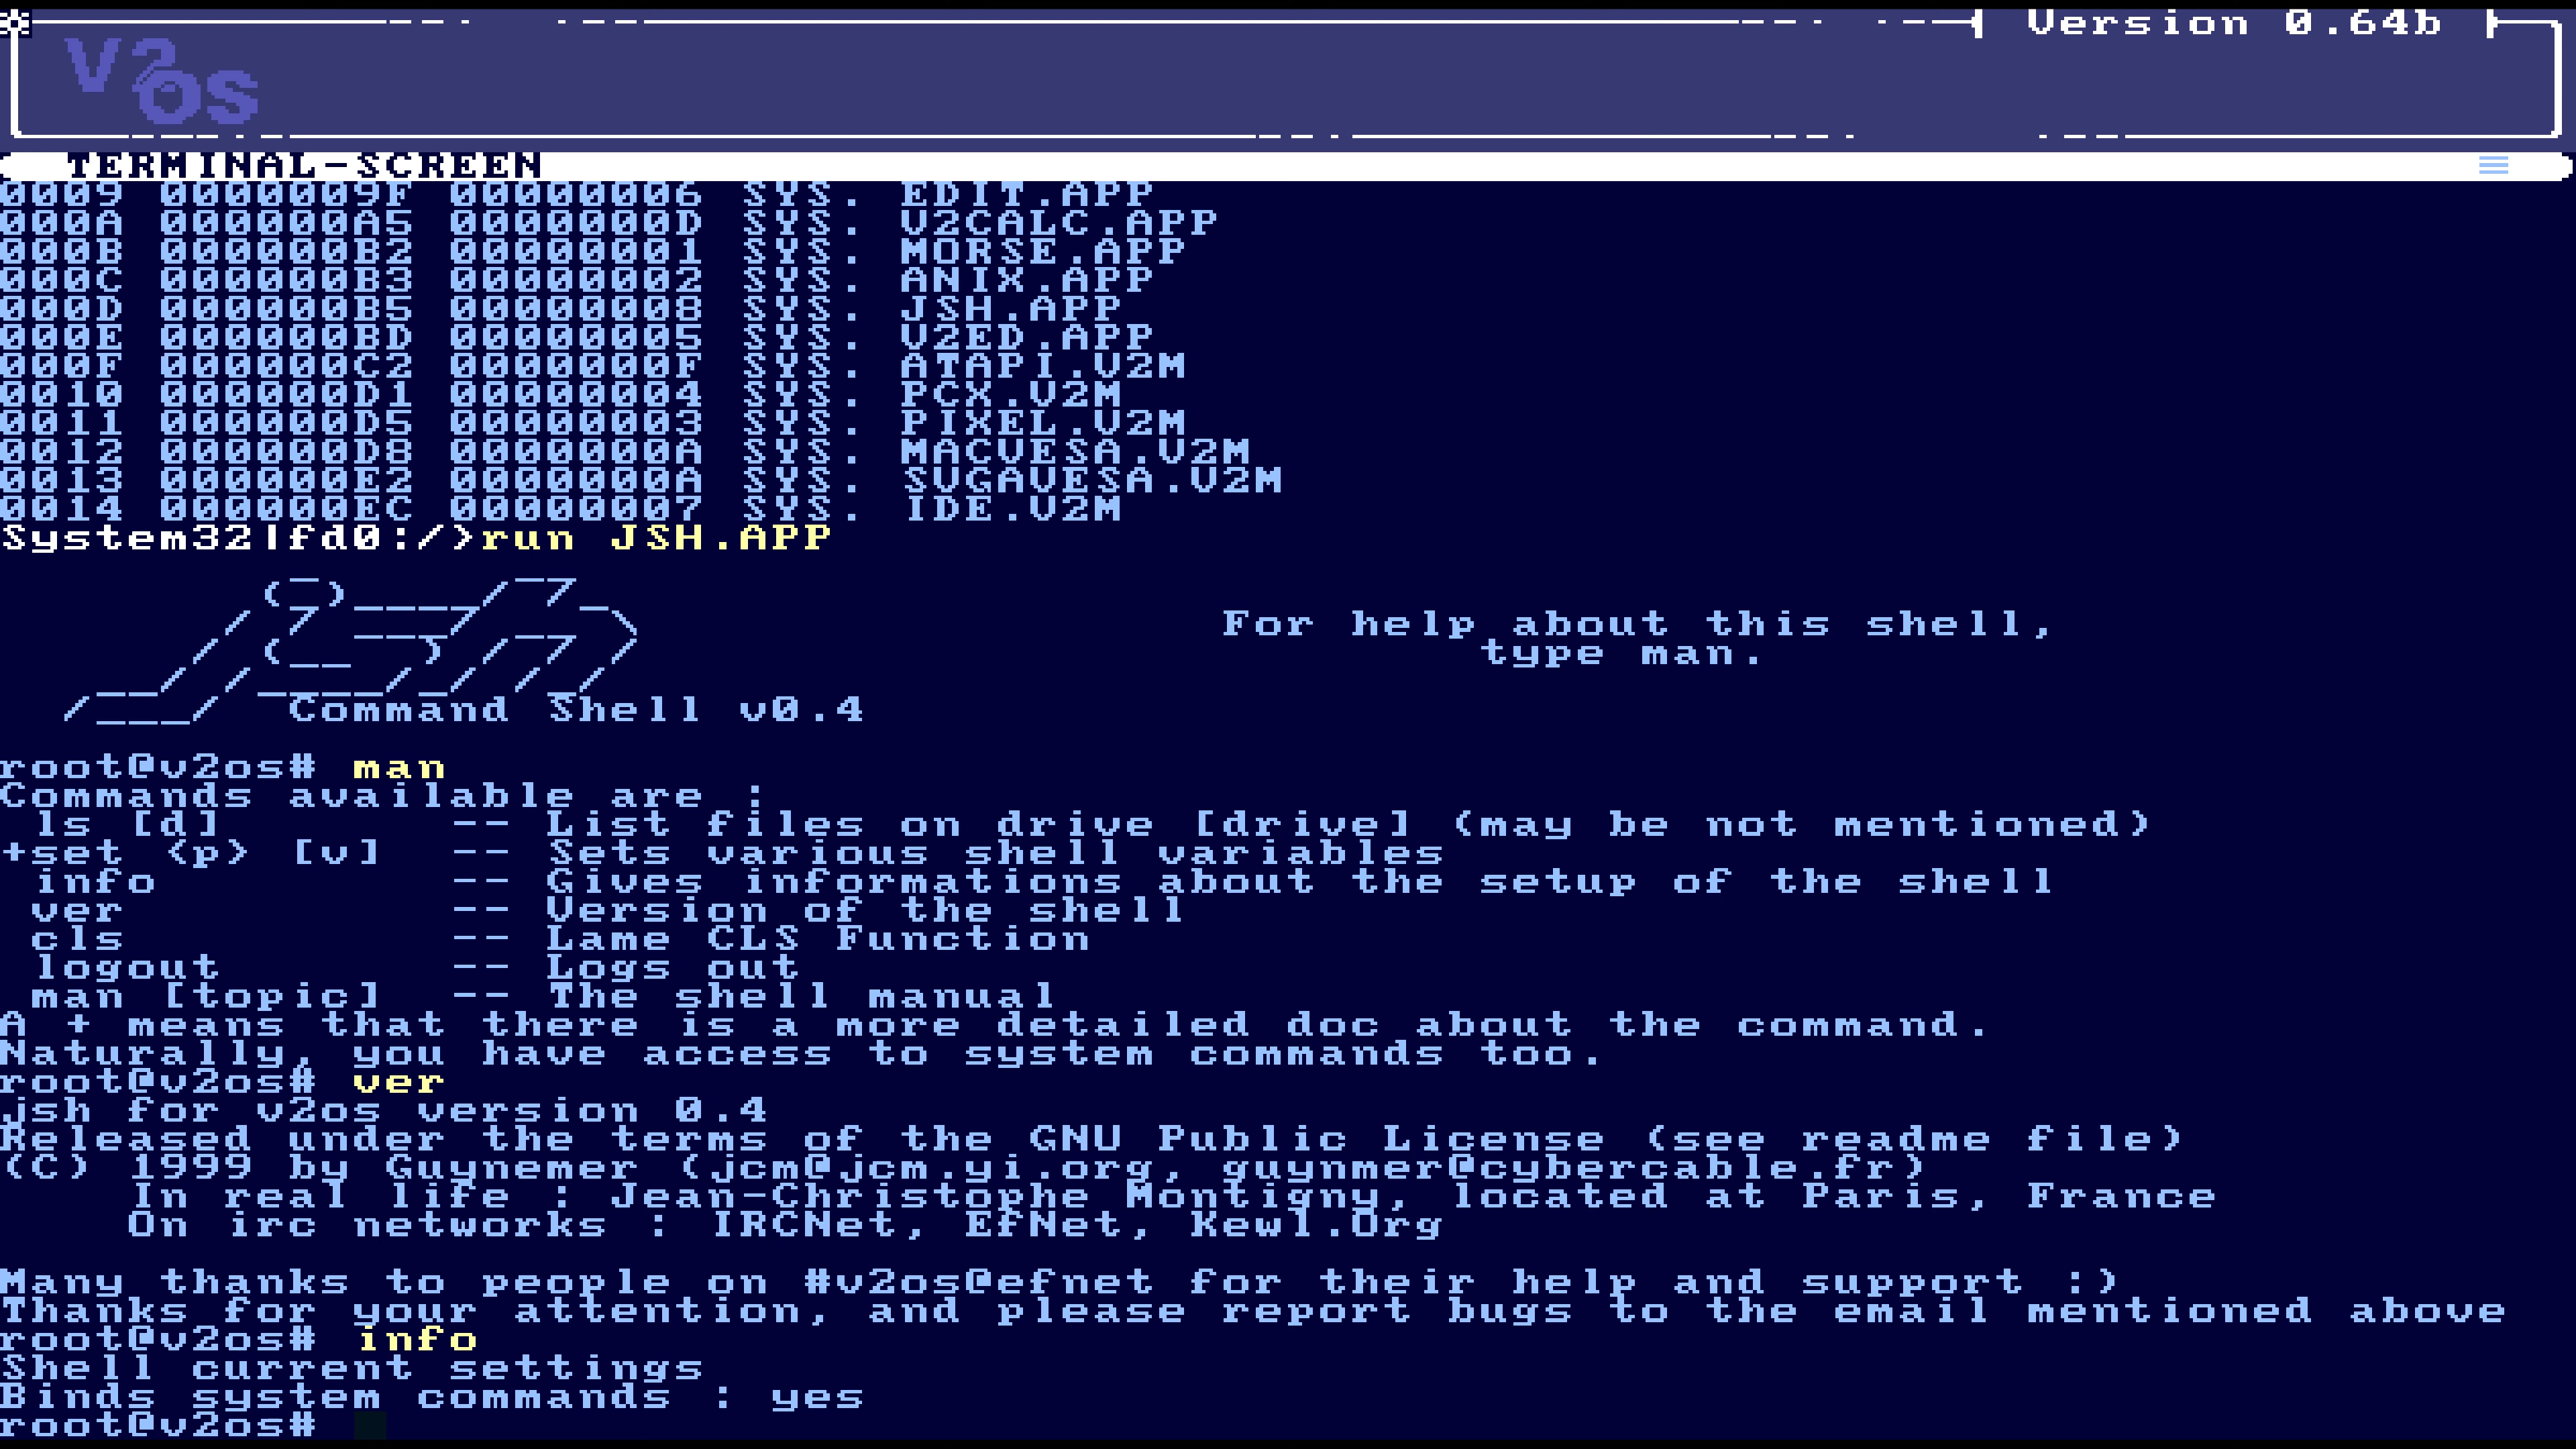 Version 0.64b
V2os
TERMINAL-SCREEN
0009 0000009F 00000006 SYS. EDIT.APP
000A 000000A5 0000000D SYS. V2CALC.APP
000B 000000B2 00000001 SYS. MORSE.APP
000C 000000B3 00000002 SYS. ANIX.APP
000D 000000B5 00000008 SYS. JSH.APP
000E 000000BD 00000005 SYS. V2ED.APP
000F 000000C2 0000000F SYS. ATAPI.V2M
0010 000000D1 00000004 SYS. PCX.V2M
0011 000000D5 00000003 SYS. PIXEL.V2M
0012 000000D8 0000000A SYS. MACVESA.V2M
0013 000000E2 0000000A SYS. SUGAVESA.V2M
0014 000000EC 00000007 SYS. IDE.V2M
System32|fd0:/>run JSH.APP
For help about this shell,
type man.
Command Shell v0.4
root@v2os# man
Commands available are :
ls [d] -- List files on drive [drive] (may be not mentioned)
+set <p> [v] -- Sets various shell variables
info -- Gives informations about the setup of the shell
ver -- Version of the shell
cls -- Lame CLS Function
logout -- Logs out
man [topic] -- The shell manual
A + means that there is a more detailed doc about the command.
Naturally, you have access to system commands too.
root@v2os# ver
jsh for v2os version 0.4
Released under the terms of the GNU Public License (see readme file)
(C) 1999 by Guynemer (jcm@jcm.yi.org, guynmer@cybercable.fr)
In real life : Jean-Christophe Montigny, located at Paris, France
On irc networks : IRCNet, EfNet, Kewl.Org
Many thanks to people on #v2os@efnet for their help and support :)
Thanks for your attention, and please report bugs to the email mentioned above
root@v2os# info
Shell current settings
Binds system commands : yes
root@v2os#